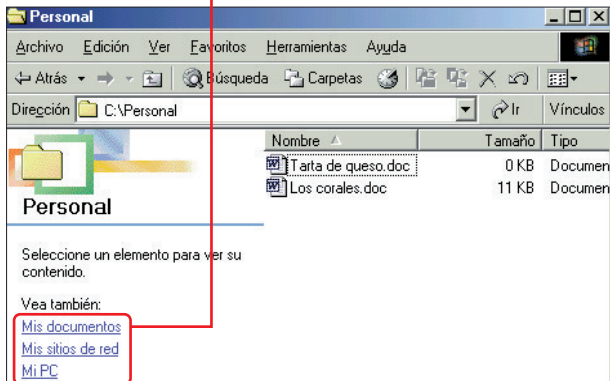 Personal
Archivo Edición Ver Favoritos Herramientas Ayuda
Atrás Búsqueda Carpetas
Dirección C:\Personal Ir Vínculos
Nombre Tamaño Tipo
Tarta de queso.doc 0 KB Documen
Los corales.doc 11 KB Documen
Personal
Seleccione un elemento para ver su
contenido.
Vea también:
Mis documentos
Mis sitios de red
Mi PC